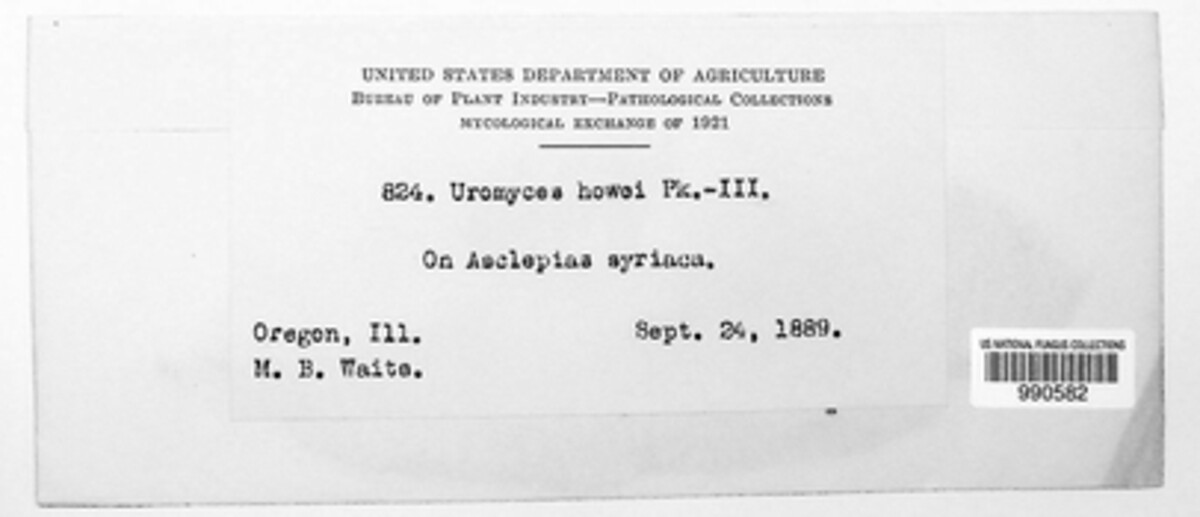 UNITED STATES DEPARTMENT OF AGRICULTURE
BUREAU OF PLANT INDUSTRY—PATHOLOGICAL COLLECTIONS
MYCOLOGICAL EXCHANGE OF 1921
824. Uromyces howei Pk.-III.
On Asclepias syriaca.
Oregon, Ill. Sept. 24, 1889.
M. B. Waite.
US NATIONAL FUNGUS COLLECTIONS
990582